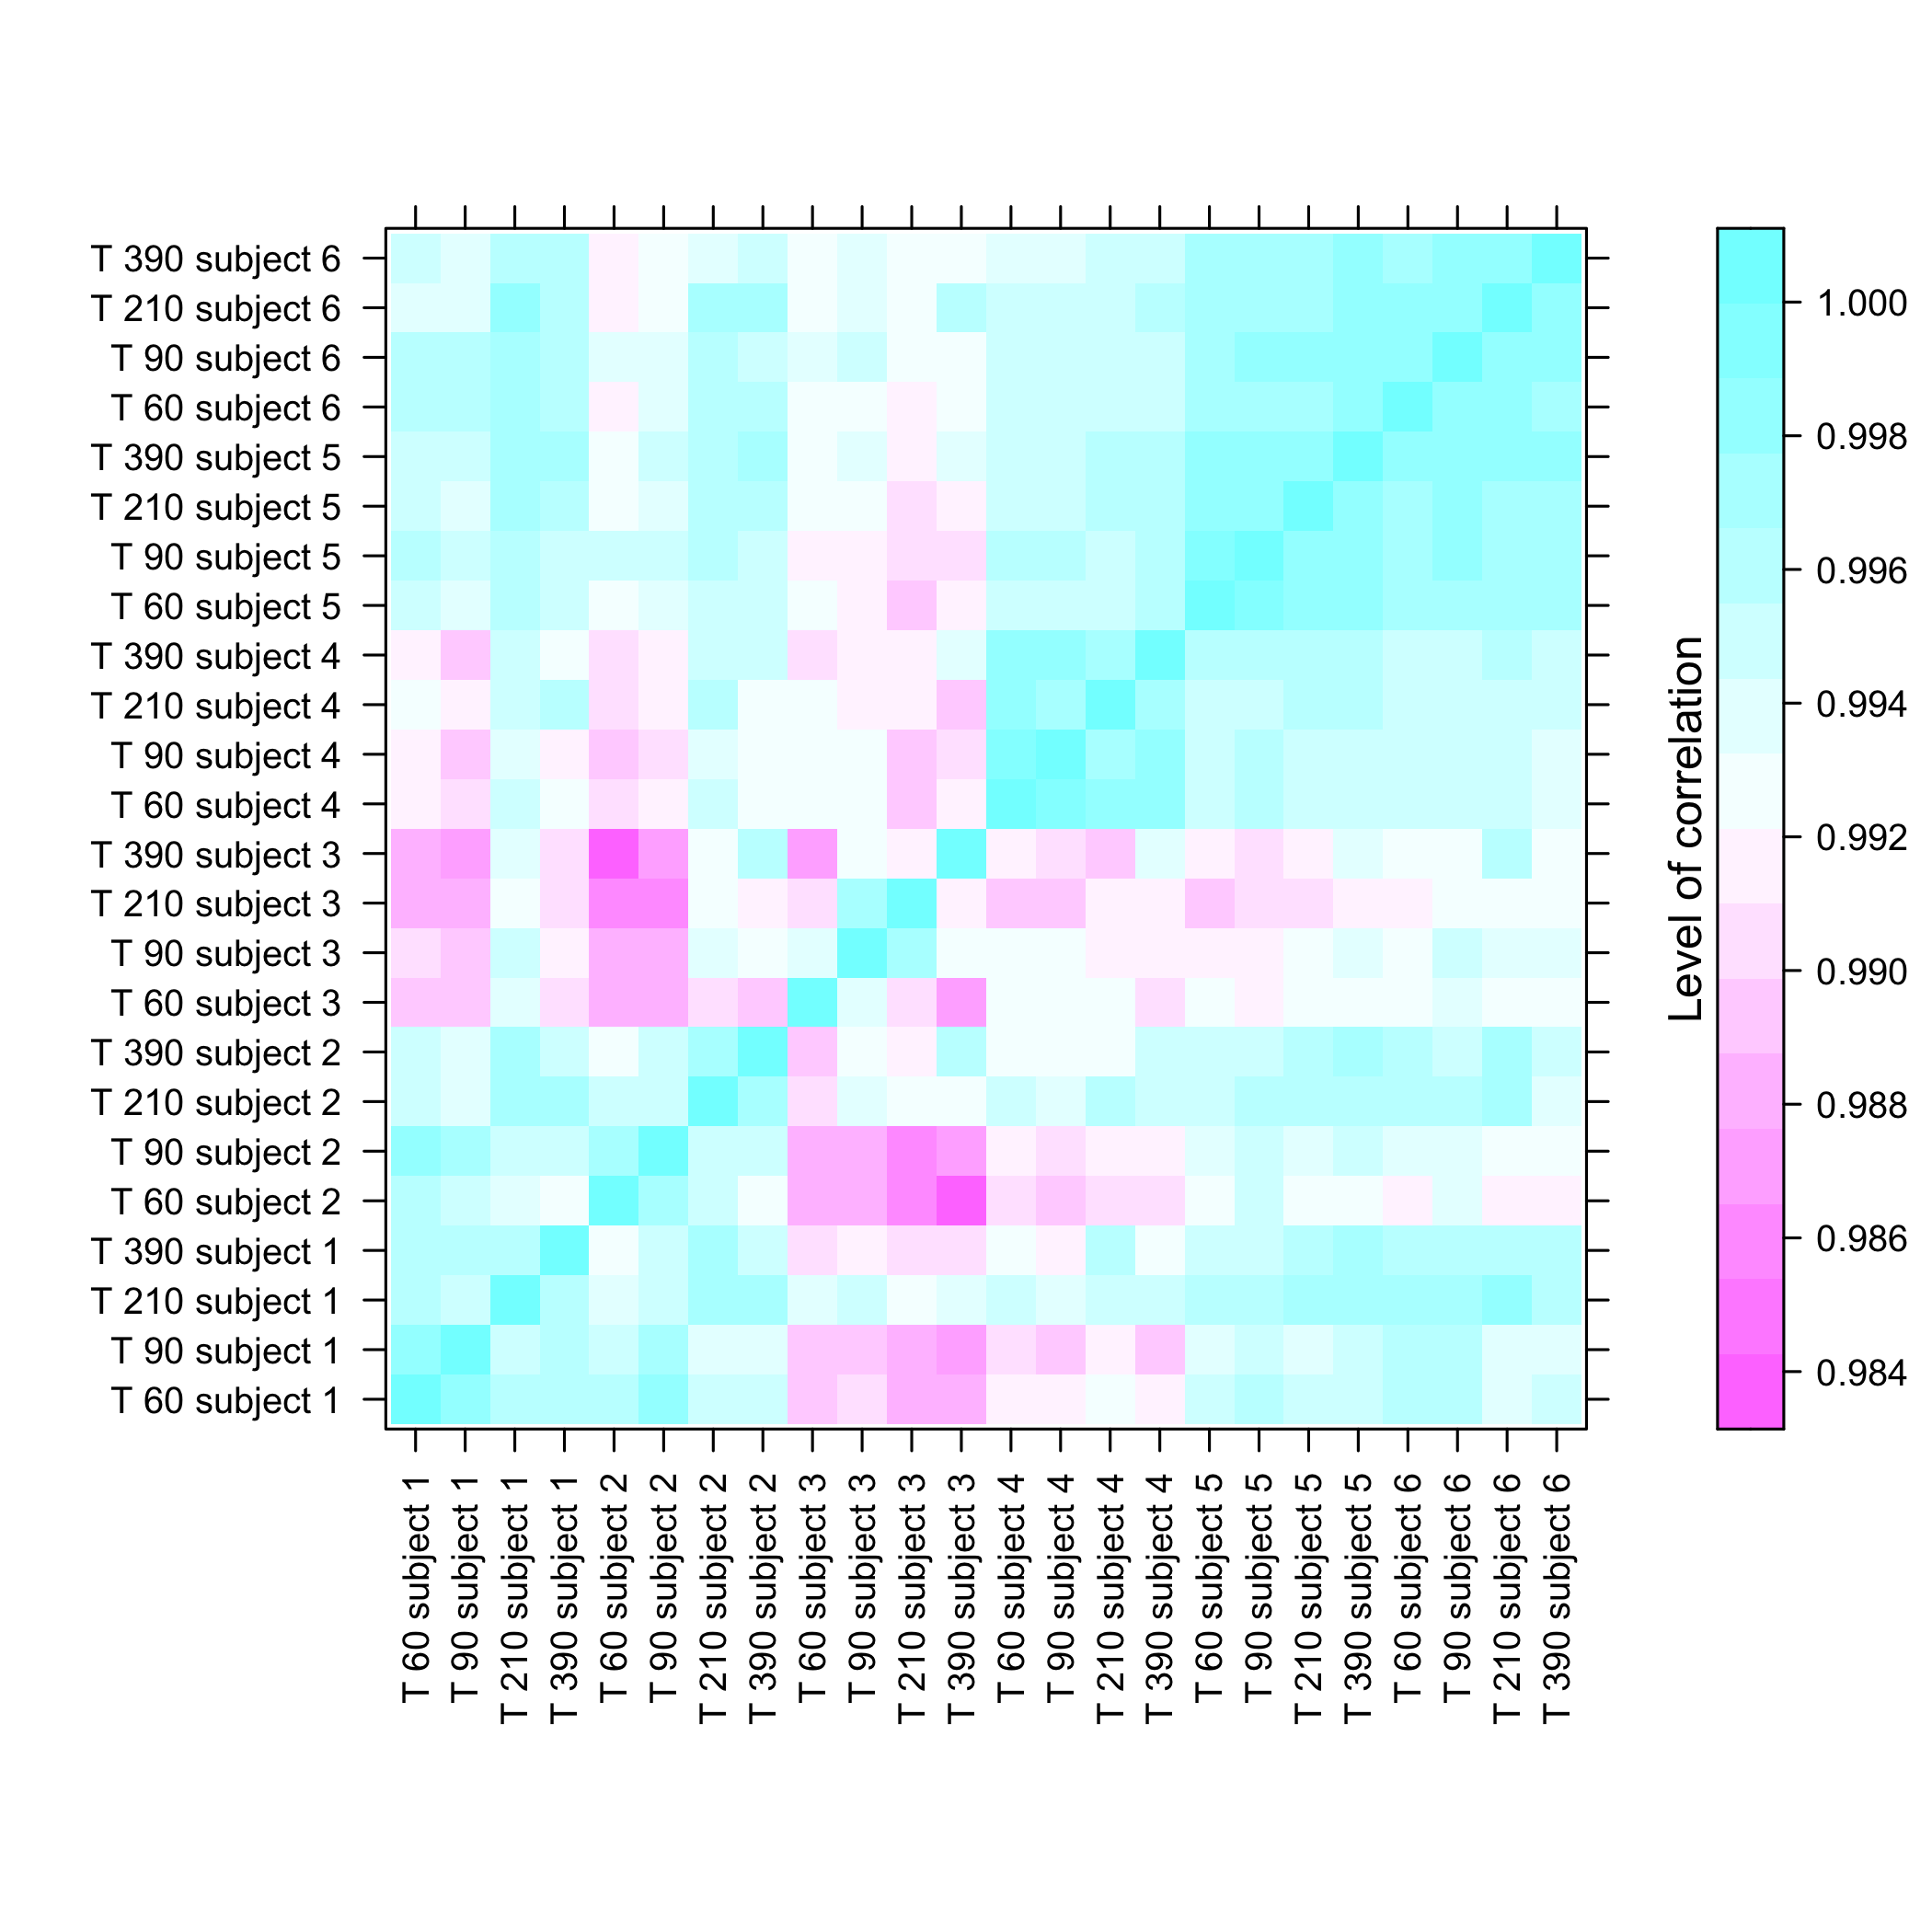 T 390 subject 6
T 210 subject 6
T 90 subject 6
T 60 subject 6
T 390 subject 5
T 210 subject 5
T 90 subject 5
T 60 subject 5
T 390 subject 4
T 210 subject 4
T 90 subject 4
T 60 subject 4
T 390 subject 3
T 210 subject 3
T 90 subject 3
T 60 subject 3
T 390 subject 2
T 210 subject 2
T 90 subject 2
T 60 subject 2
T 390 subject 1
T 210 subject 1
T 90 subject 1
T 60 subject 1
T 60 subject 1
T 90 subject 1
T 210 subject 1
T 390 subject 1
T 60 subject 2
T 90 subject 2
T 210 subject 2
T 390 subject 2
T 60 subject 3
T 90 subject 3
T 210 subject 3
T 390 subject 3
T 60 subject 4
T 90 subject 4
T 210 subject 4
T 390 subject 4
T 60 subject 5
T 90 subject 5
T 210 subject 5
T 390 subject 5
T 60 subject 6
T 90 subject 6
T 210 subject 6
T 390 subject 6
Level of correlation
1.000
0.998
0.996
0.994
0.992
0.990
0.988
0.986
0.984